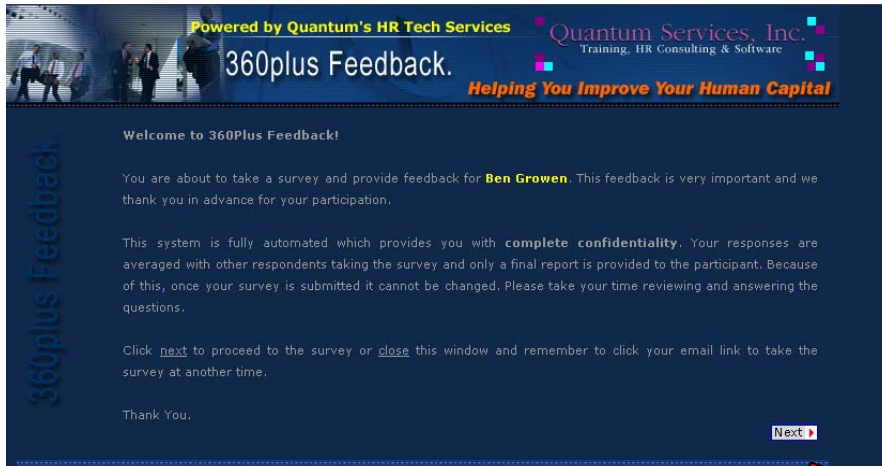 Powered by Quantum's HR Tech Services
360plus Feedback.
Quantum Services, Inc.
Training, HR Consulting & Software
Helping You Improve Your Human Capital
360plus Feedback
Welcome to 360Plus Feedback!
You are about to take a survey and provide feedback for Ben Growen. This feedback is very important and we
thank you in advance for your participation.
This system is fully automated which provides you with complete confidentiality. Your responses are
averaged with other respondents taking the survey and only a final report is provided to the participant. Because
of this, once your survey is submitted it cannot be changed. Please take your time reviewing and answering the
questions.
Click next to proceed to the survey or close this window and remember to click your email link to take the
survey at another time.
Thank You,
Next